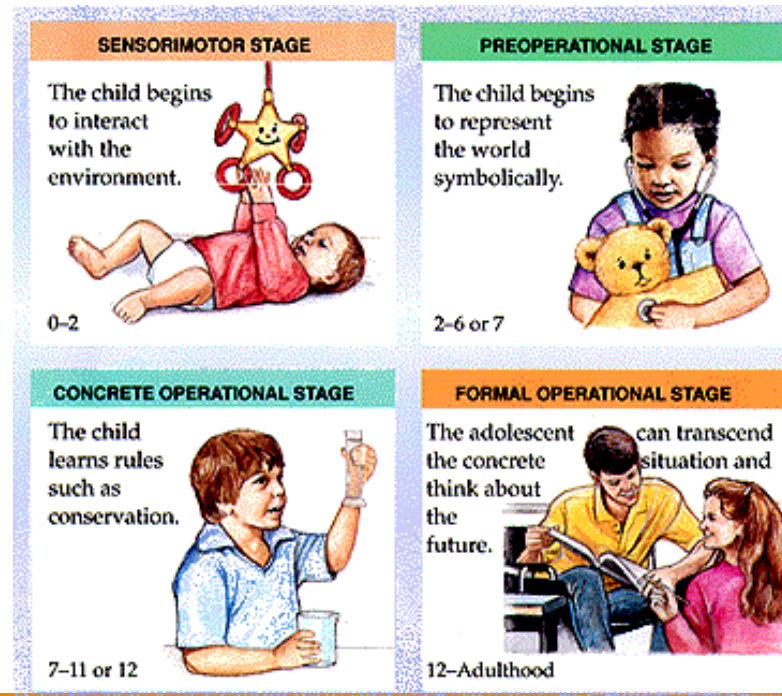 SENSORIMOTOR STAGE
The child begins
to interact
with the
environment.
0–2
PREOPERATIONAL STAGE
The child begins
to represent
the world
symbolically.
2–6 or 7
CONCRETE OPERATIONAL STAGE
The child
learns rules
such as
conservation.
7–11 or 12
FORMAL OPERATIONAL STAGE
The adolescent can transcend
the concrete situation and
think about
the
future.
12–Adulthood